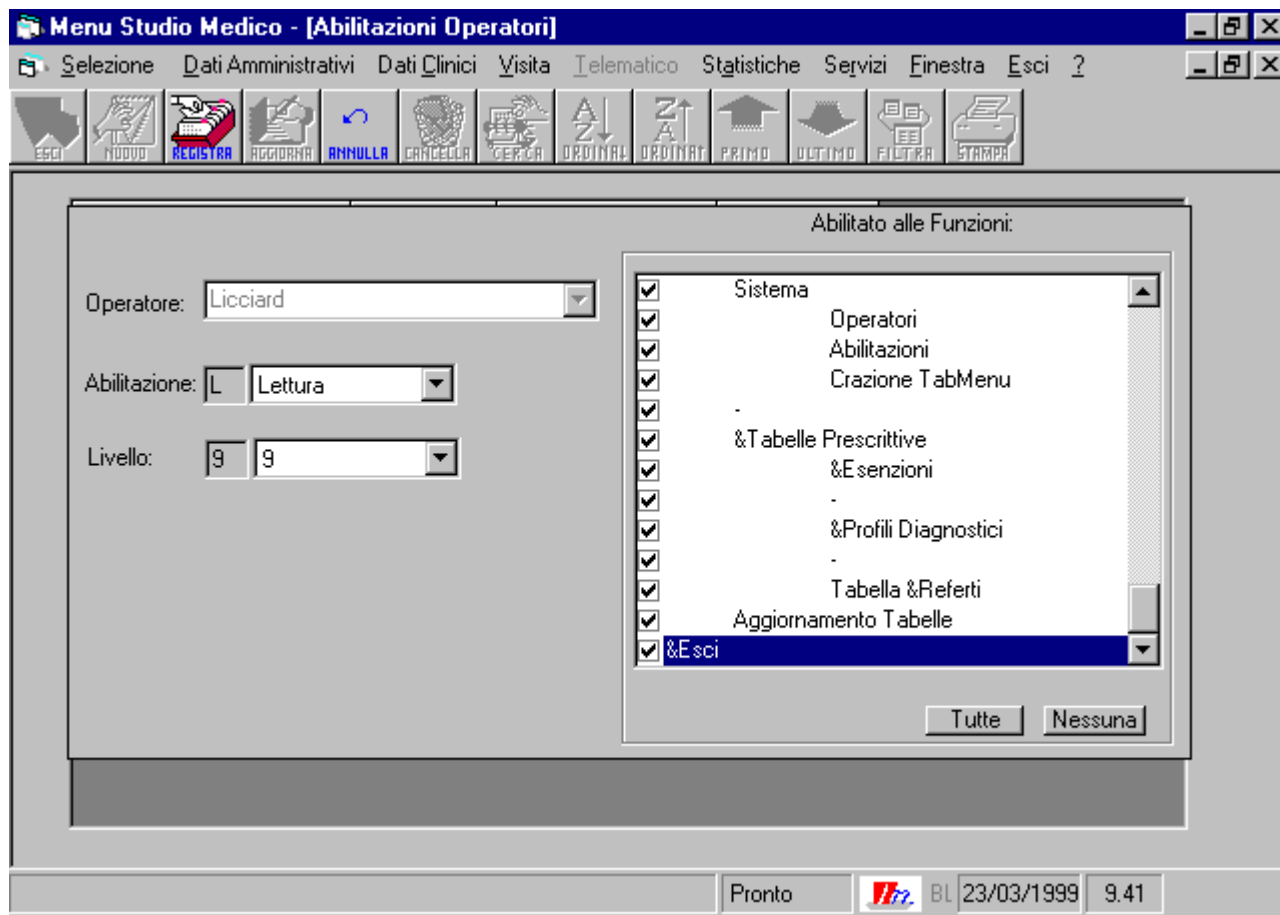 Menu Studio Medico - [Abilitazioni Operatori]
Selezione Dati Amministrativi Dati Clinici Visita Telematico Statistiche Servizi Finestra Esci ?
ESCI NUOVO REGISTRA AGGIORNA ANNULLA CANCELLA CERCA ORDINA ORDINA PRIMO ULTIMO FILTRA STAMPA
Abilitato alle Funzioni:
Operatore: Licciard
Abilitazione: L Lettura
Livello: 9 9
Sistema
Operatori
Abilitazioni
Crazione TabMenu
-
&Tabelle Prescrittive
&Esenzioni
-
&Profili Diagnostici
-
Tabella &Referti
Aggiornamento Tabelle
&Esci
Tutte Nessuna
Pronto BL 23/03/1999 9.41